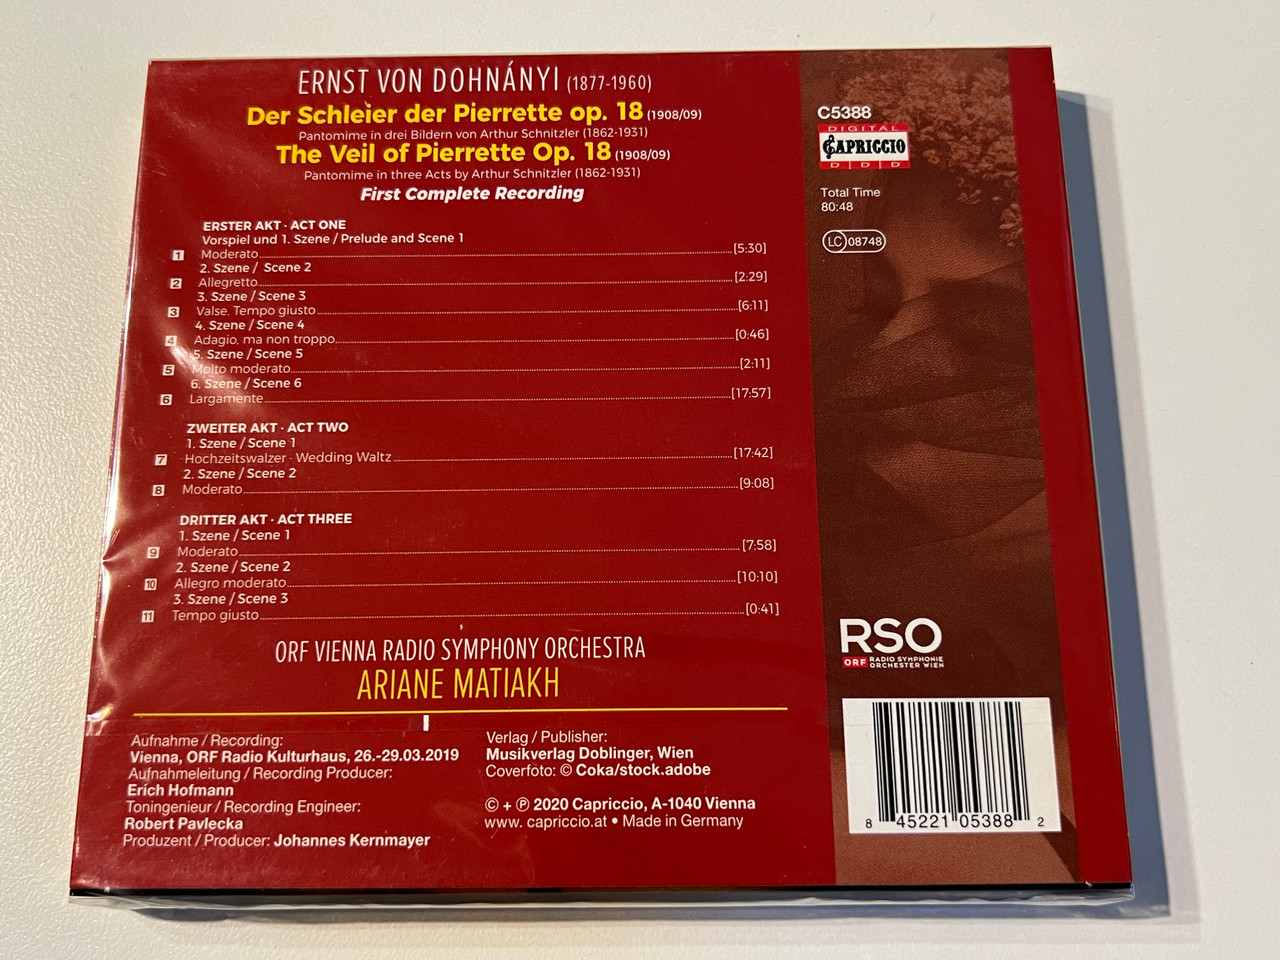 ERNST VON DOHNÁNYI (1877-1960)
Der Schleier der Pierrette op. 18 (1908/09)
Pantomime in drei Bildern von Arthur Schnitzler (1862-1931)
The Veil of Pierrette Op. 18 (1908/09)
Pantomime in three Acts by Arthur Schnitzler (1862-1931)
First Complete Recording
ERSTER AKT · ACT ONE
Vorspiel und 1. Szene / Prelude and Scene 1
1 Moderato [5:30]
2. Szene / Scene 2
2 Allegretto [2:29]
3. Szene / Scene 3
3 Valse. Tempo giusto [6:11]
4. Szene / Scene 4
4 Adagio, ma non troppo [0:46]
5. Szene / Scene 5
5 Molto moderato [2:11]
6. Szene / Scene 6
6 Largamente [17:57]
ZWEITER AKT · ACT TWO
1. Szene / Scene 1
7 Hochzeitswalzer · Wedding Waltz [17:42]
2. Szene / Scene 2
8 Moderato [9:08]
DRITTER AKT · ACT THREE
1. Szene / Scene 1
9 Moderato [7:58]
2. Szene / Scene 2
10 Allegro moderato [10:10]
3. Szene / Scene 3
11 Tempo giusto [0:41]
ORF VIENNA RADIO SYMPHONY ORCHESTRA
ARIANE MATIAKH
Aufnahme / Recording:
Vienna, ORF Radio Kulturhaus, 26.-29.03.2019
Aufnahmeleitung / Recording Producer:
Erich Hofmann
Toningenieur / Recording Engineer:
Robert Pavlecka
Produzent / Producer: Johannes Kernmayer
Verlag / Publisher:
Musikverlag Doblinger, Wien
Coverfoto: © Coka/stock.adobe
© + ℗ 2020 Capriccio, A-1040 Vienna
www. capriccio.at • Made in Germany
C5388
DIGITAL
CAPRICCIO
D | D | D
Total Time
80:48
LC 08748
RSO
ORF RADIO SYMPHONIE
ORCHESTER WIEN
8 45221 05388 2